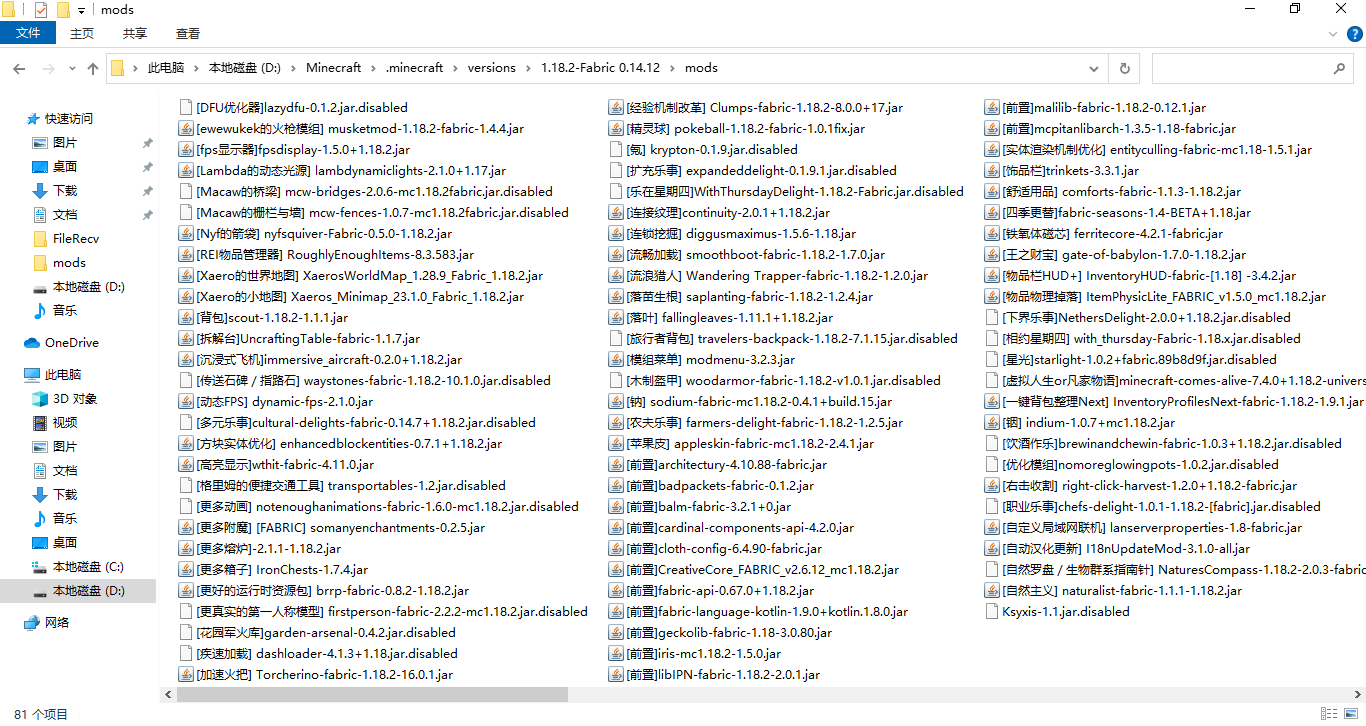 mods
文件 主页 共享 查看
此电脑 本地磁盘 (D:) Minecraft .minecraft versions 1.18.2-Fabric 0.14.12 mods
快速访问
图片
桌面
下载
文档
FileRecv
mods
本地磁盘 (D:)
音乐
OneDrive
此电脑
3D 对象
视频
图片
文档
下载
音乐
桌面
本地磁盘 (C:)
本地磁盘 (D:)
网络
[DFU优化器]lazydfu-0.1.2.jar.disabled
[ewewukek的火枪模组] musketmod-1.18.2-fabric-1.4.4.jar
[fps显示器]fpsdisplay-1.5.0+1.18.2.jar
[Lambda的动态光源] lambdynamiclights-2.1.0+1.17.jar
[Macaw的桥梁] mcw-bridges-2.0.6-mc1.18.2fabric.jar.disabled
[Macaw的栅栏与墙] mcw-fences-1.0.7-mc1.18.2fabric.jar.disabled
[Nyf的箭袋] nyfsquiver-Fabric-0.5.0-1.18.2.jar
[REI物品管理器] RoughlyEnoughItems-8.3.583.jar
[Xaero的世界地图] XaerosWorldMap_1.28.9_Fabric_1.18.2.jar
[Xaero的小地图] Xaeros_Minimap_23.1.0_Fabric_1.18.2.jar
[背包]scout-1.18.2-1.1.1.jar
[拆解台]UncraftingTable-fabric-1.1.7.jar
[沉浸式飞机]immersive_aircraft-0.2.0+1.18.2.jar
[传送石碑 / 指路石] waystones-fabric-1.18.2-10.1.0.jar.disabled
[动态FPS] dynamic-fps-2.1.0.jar
[多元乐事]cultural-delights-fabric-0.14.7+1.18.2.jar.disabled
[方块实体优化] enhancedblockentities-0.7.1+1.18.2.jar
[高亮显示]wthit-fabric-4.11.0.jar
[格里姆的便捷交通工具] transportables-1.2.jar.disabled
[更多动画] notenoughanimations-fabric-1.6.0-mc1.18.2.jar.disabled
[更多附魔] [FABRIC] somanyenchantments-0.2.5.jar
[更多熔炉]-2.1.1-1.18.2.jar
[更多箱子] IronChests-1.7.4.jar
[更好的运行时资源包] brrp-fabric-0.8.2-1.18.2.jar
[更真实的第一人称模型] firstperson-fabric-2.2.2-mc1.18.2.jar.disabled
[花园军火库]garden-arsenal-0.4.2.jar.disabled
[疾速加载] dashloader-4.1.3+1.18.jar.disabled
[加速火把] Torcherino-fabric-1.18.2-16.0.1.jar
[经验机制改革] Clumps-fabric-1.18.2-8.0.0+17.jar
[精灵球] pokeball-1.18.2-fabric-1.0.1fix.jar
[氪] krypton-0.1.9.jar.disabled
[扩充乐事] expandeddelight-0.1.9.1.jar.disabled
[乐在星期四]WithThursdayDelight-1.18.2-Fabric.jar.disabled
[连接纹理]continuity-2.0.1+1.18.2.jar
[连锁挖掘] diggusmaximus-1.5.6-1.18.jar
[流畅加载] smoothboot-fabric-1.18.2-1.7.0.jar
[流浪猎人] Wandering Trapper-fabric-1.18.2-1.2.0.jar
[落苗生根] saplanting-fabric-1.18.2-1.2.4.jar
[落叶] fallingleaves-1.11.1+1.18.2.jar
[旅行者背包] travelers-backpack-1.18.2-7.1.15.jar.disabled
[模组菜单] modmenu-3.2.3.jar
[木制盔甲] woodarmor-fabric-1.18.2-v1.0.1.jar.disabled
[钠] sodium-fabric-mc1.18.2-0.4.1+build.15.jar
[农夫乐事] farmers-delight-fabric-1.18.2-1.2.5.jar
[苹果皮] appleskin-fabric-mc1.18.2-2.4.1.jar
[前置]architectury-4.10.88-fabric.jar
[前置]badpackets-fabric-0.1.2.jar
[前置]balm-fabric-3.2.1+0.jar
[前置]cardinal-components-api-4.2.0.jar
[前置]cloth-config-6.4.90-fabric.jar
[前置]CreativeCore_FABRIC_v2.6.12_mc1.18.2.jar
[前置]fabric-api-0.67.0+1.18.2.jar
[前置]fabric-language-kotlin-1.9.0+kotlin.1.8.0.jar
[前置]geckolib-fabric-1.18-3.0.80.jar
[前置]iris-mc1.18.2-1.5.0.jar
[前置]libIPN-fabric-1.18.2-2.0.1.jar
[前置]malilib-fabric-1.18.2-0.12.1.jar
[前置]mcpitanlibarch-1.3.5-1.18-fabric.jar
[实体渲染机制优化] entityculling-fabric-mc1.18-1.5.1.jar
[饰品栏]trinkets-3.3.1.jar
[舒适用品] comforts-fabric-1.1.3-1.18.2.jar
[四季更替]fabric-seasons-1.4-BETA+1.18.jar
[铁氧体磁芯] ferritecore-4.2.1-fabric.jar
[王之财宝] gate-of-babylon-1.7.0-1.18.2.jar
[物品栏HUD+] InventoryHUD-fabric-[1.18] -3.4.2.jar
[物品物理掉落] ItemPhysicLite_FABRIC_v1.5.0_mc1.18.2.jar
[下界乐事]NethersDelight-2.0.0+1.18.2.jar.disabled
[相约星期四] with_thursday-Fabric-1.18.x.jar.disabled
[星光]starlight-1.0.2+fabric.89b8d9f.jar.disabled
[虚拟人生or凡家物语]minecraft-comes-alive-7.4.0+1.18.2-univers
[一键背包整理Next] InventoryProfilesNext-fabric-1.18.2-1.9.1.jar
[铟] indium-1.0.7+mc1.18.2.jar
[饮酒作乐]brewinandchewin-fabric-1.0.3+1.18.2.jar.disabled
[优化模组]nomoreglowingpots-1.0.2.jar.disabled
[右击收割] right-click-harvest-1.2.0+1.18.2-fabric.jar
[职业乐事]chefs-delight-1.0.1-1.18.2-[fabric].jar.disabled
[自定义局域网联机] lanserverproperties-1.8-fabric.jar
[自动汉化更新] I18nUpdateMod-3.1.0-all.jar
[自然罗盘 / 生物群系指南针] NaturesCompass-1.18.2-2.0.3-fabric
[自然主义] naturalist-fabric-1.1.1-1.18.2.jar
Ksyxis-1.1.jar.disabled
81 个项目